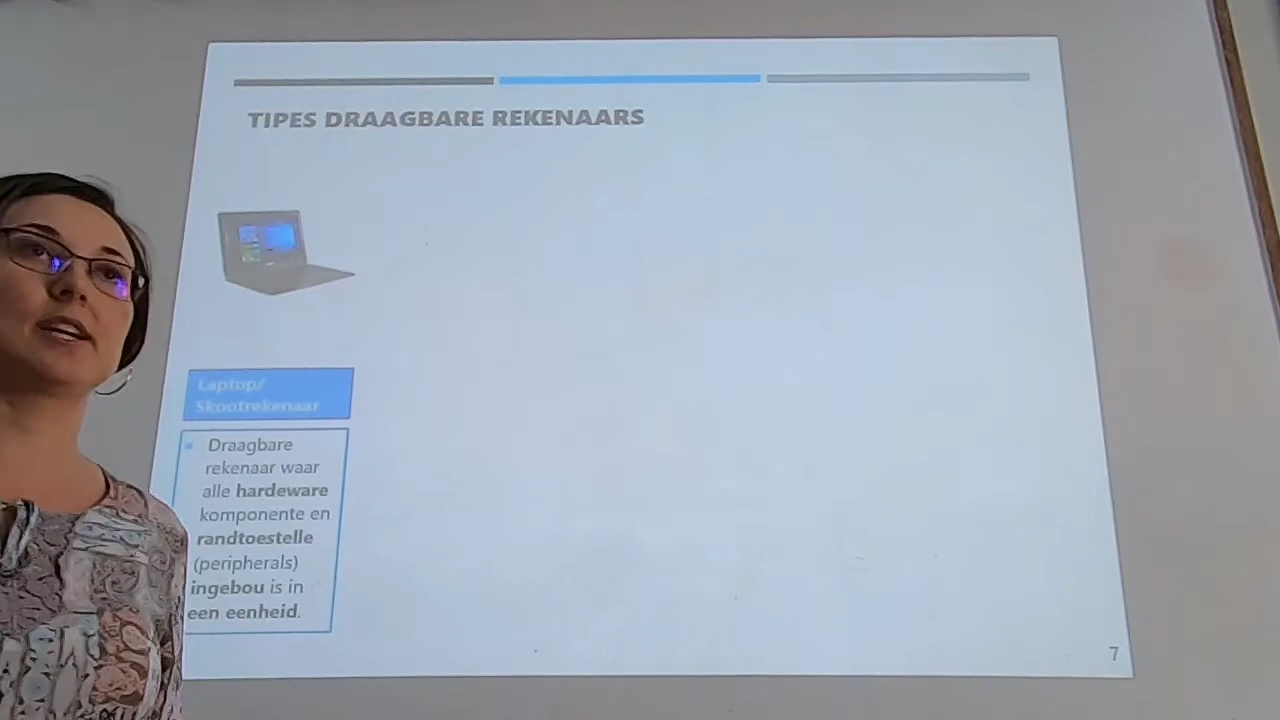 TIPES DRAAGBARE REKENAARS
Laptop/
Skootrekenaar
Draagbare
rekenaar waar
alle hardeware
komponente en
randtoestelle
(peripherals)
ingebou is in
een eenheid.
7